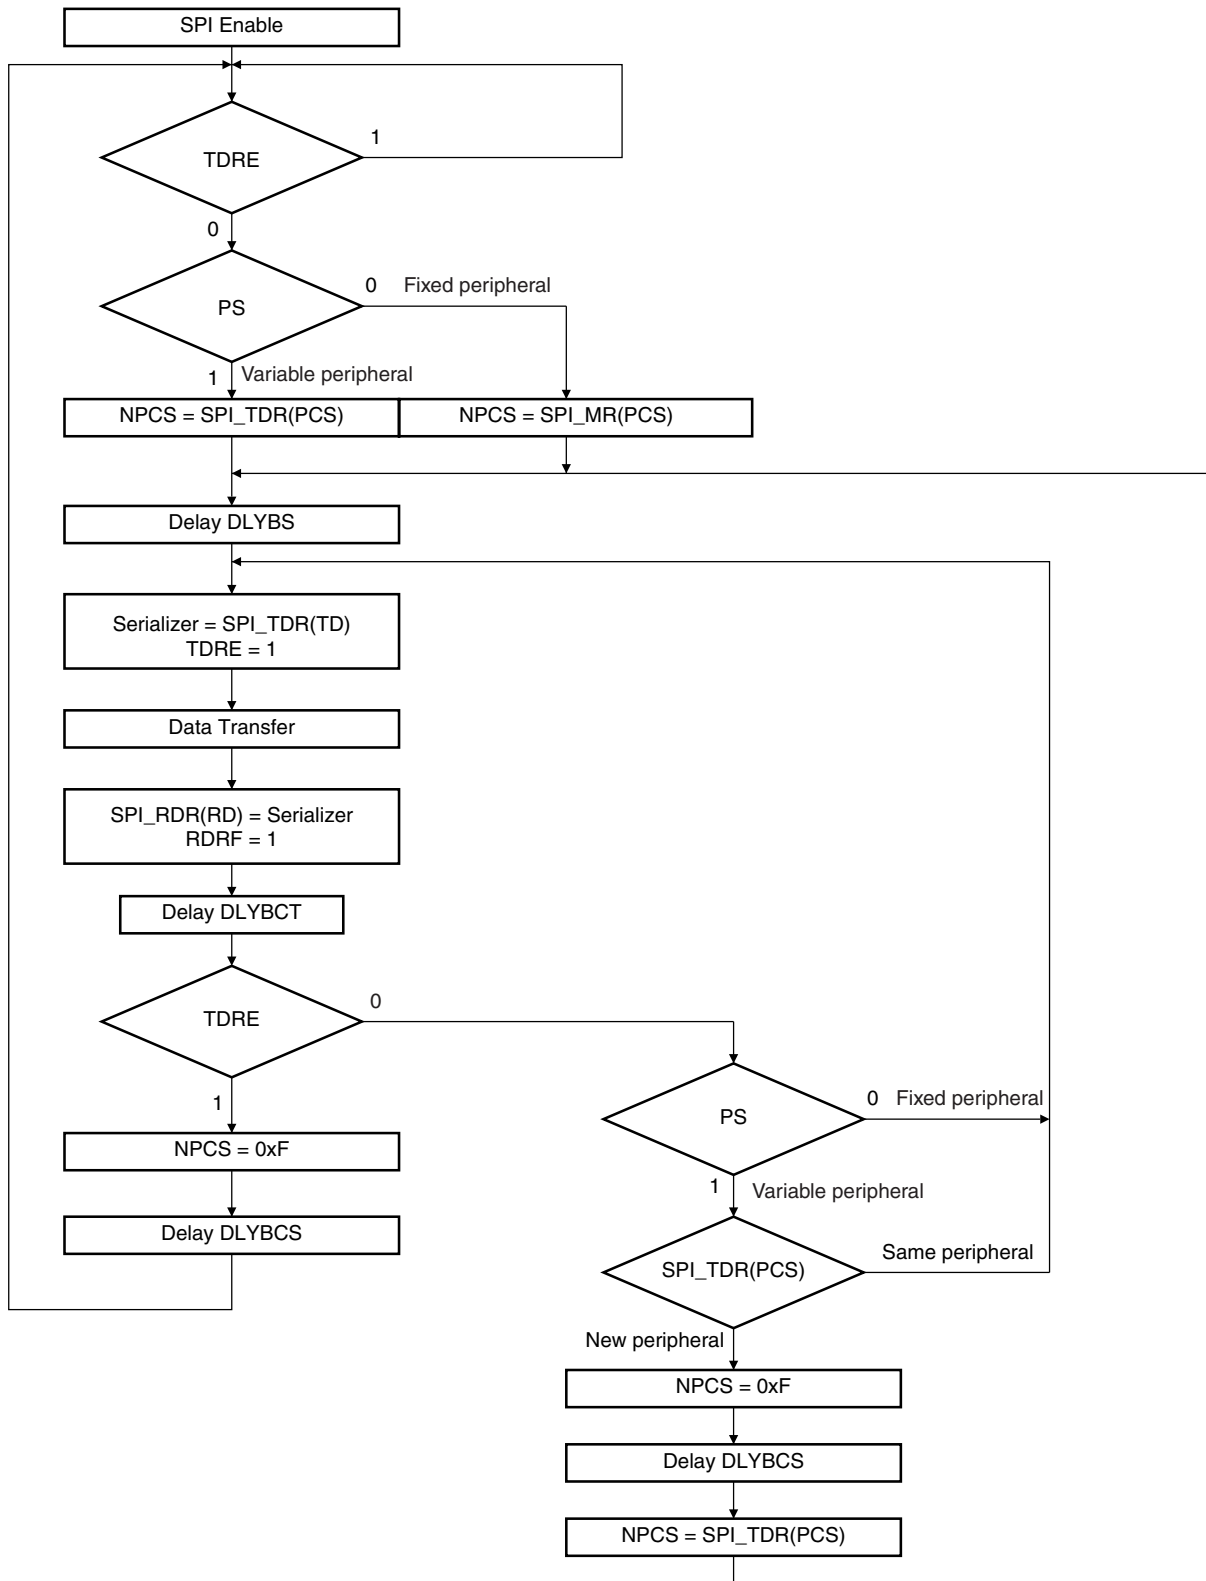 SPI Enable
TDRE
1
0
PS
0 Fixed peripheral
1 Variable peripheral
NPCS = SPI_TDR(PCS)
NPCS = SPI_MR(PCS)
Delay DLYBS
Serializer = SPI_TDR(TD)
TDRE = 1
Data Transfer
SPI_RDR(RD) = Serializer
RDRF = 1
Delay DLYBCT
TDRE
0
1
NPCS = 0xF
Delay DLYBCS
PS
0 Fixed peripheral
1 Variable peripheral
SPI_TDR(PCS)
Same peripheral
New peripheral
NPCS = 0xF
Delay DLYBCS
NPCS = SPI_TDR(PCS)